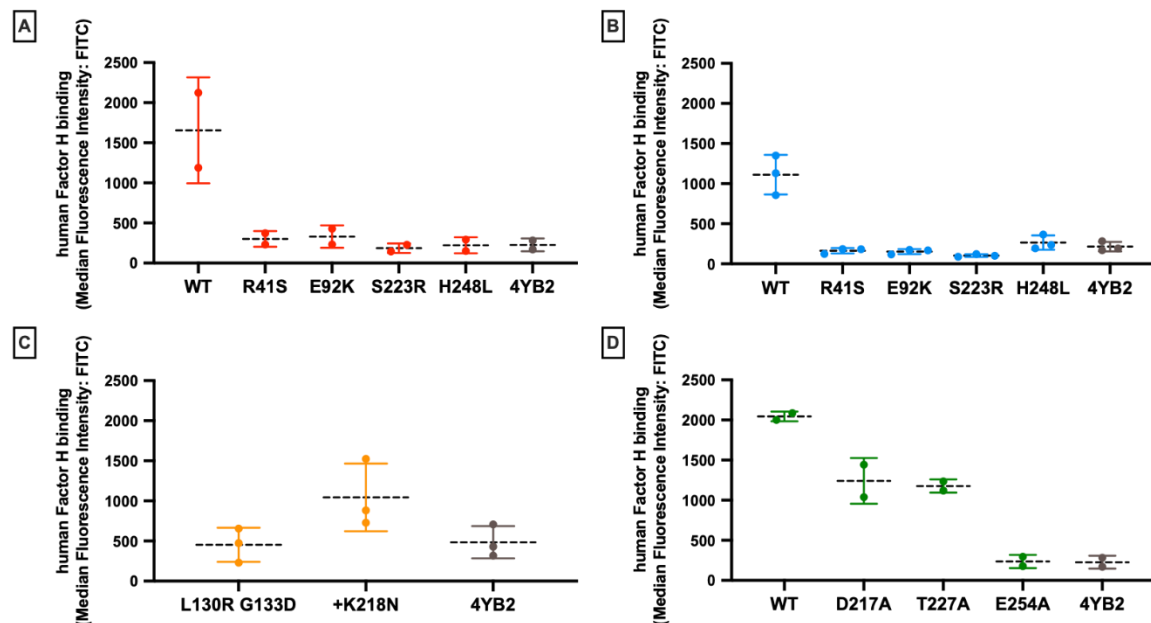 A
human Factor H binding
(Median Fluorescence Intensity: FITC)
2500
2000
1500
1000
500
0
WT R41S E92K S223R H248L 4YB2
B
human Factor H binding
(Median Fluorescence Intensity: FITC)
2500
2000
1500
1000
500
0
WT R41S E92K S223R H248L 4YB2
C
human Factor H binding
(Median Fluorescence Intensity: FITC)
2500
2000
1500
1000
500
0
L130R G133D +K218N 4YB2
D
human Factor H binding
(Median Fluorescence Intensity: FITC)
2500
2000
1500
1000
500
0
WT D217A T227A E254A 4YB2